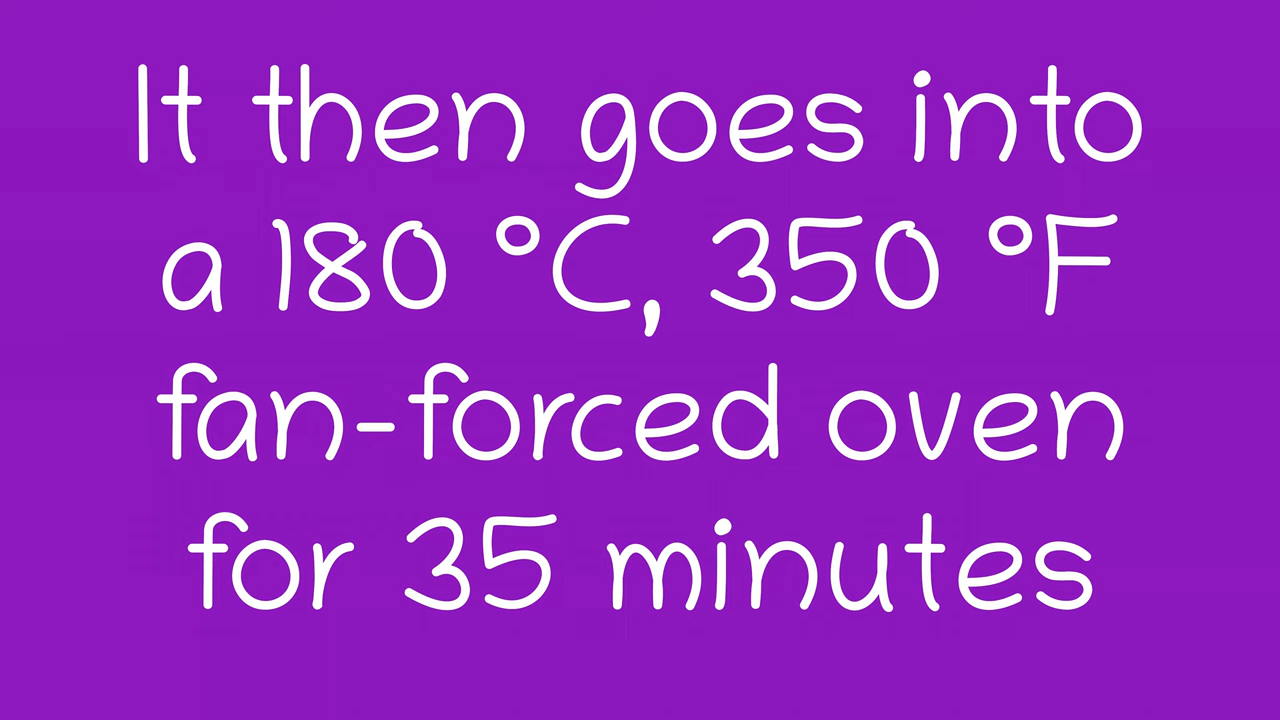 It then goes into
a 180 °C, 350 °F
fan-forced oven
for 35 minutes